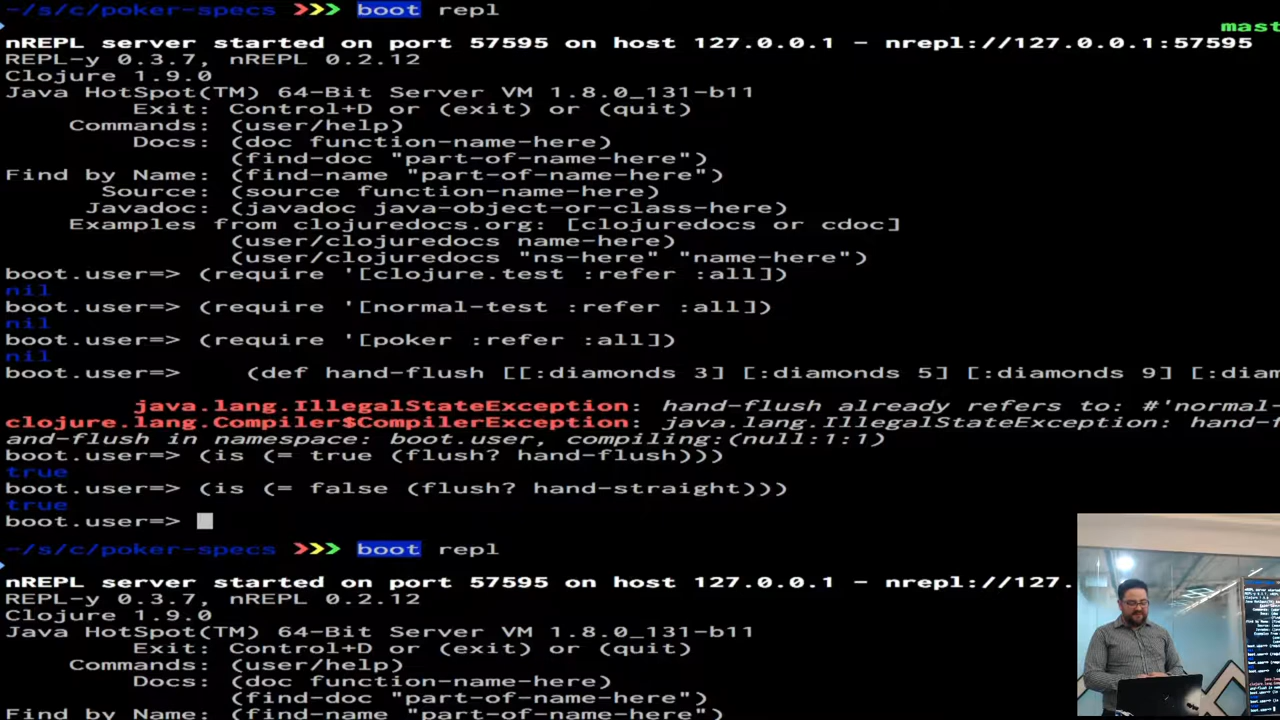 ~/s/c/poker-specs >>> boot repl
mast
nREPL server started on port 57595 on host 127.0.0.1 - nrepl://127.0.0.1:57595
REPL-y 0.3.7, nREPL 0.2.12
Clojure 1.9.0
Java HotSpot(TM) 64-Bit Server VM 1.8.0_131-b11
Exit: Control+D or (exit) or (quit)
Commands: (user/help)
Docs: (doc function-name-here)
(find-doc "part-of-name-here")
Find by Name: (find-name "part-of-name-here")
Source: (source function-name-here)
Javadoc: (javadoc java-object-or-class-here)
Examples from clojuredocs.org: [clojuredocs or cdoc]
(user/clojuredocs name-here)
(user/clojuredocs "ns-here" "name-here")
boot.user=> (require '[clojure.test :refer :all])
nil
boot.user=> (require '[normal-test :refer :all])
nil
boot.user=> (require '[poker :refer :all])
nil
boot.user=> (def hand-flush [[:diamonds 3] [:diamonds 5] [:diamonds 9] [:diam
java.lang.IllegalStateException: hand-flush already refers to: #'normal-
clojure.lang.Compiler$CompilerException: java.lang.IllegalStateException: hand-f
and-flush in namespace: boot.user, compiling:(null:1:1)
boot.user=> (is (= true (flush? hand-flush)))
true
boot.user=> (is (= false (flush? hand-straight)))
true
boot.user=>
~/s/c/poker-specs >>> boot repl
nREPL server started on port 57595 on host 127.0.0.1 - nrepl://127.
REPL-y 0.3.7, nREPL 0.2.12
Clojure 1.9.0
Java HotSpot(TM) 64-Bit Server VM 1.8.0_131-b11
Exit: Control+D or (exit) or (quit)
Commands: (user/help)
Docs: (doc function-name-here)
(find-doc "part-of-name-here")
Find by Name: (find-name "part-of-name-here")